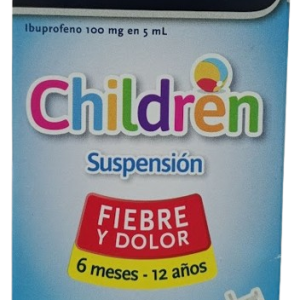 Ibuprofeno 100 mg en 5 mL
Children
Suspensión
FIEBRE
Y DOLOR
6 meses - 12 años